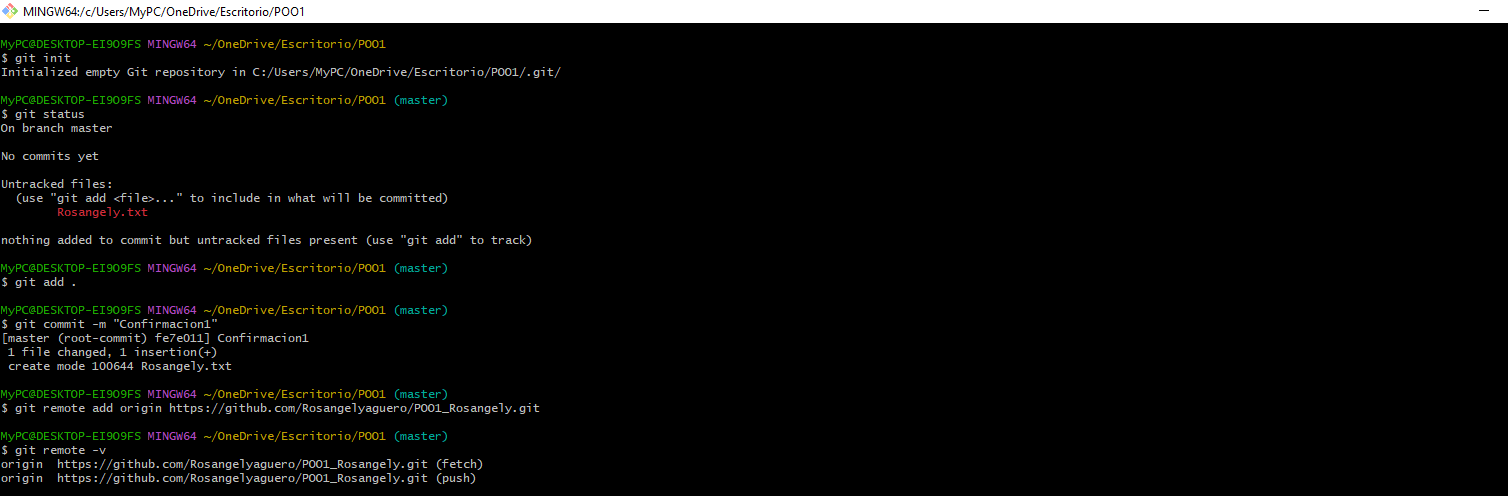 MINGW64:/c/Users/MyPC/OneDrive/Escritorio/POO1
MyPC@DESKTOP-EI9O9FS MINGW64 ~/OneDrive/Escritorio/POO1
$ git init
Initialized empty Git repository in C:/Users/MyPC/OneDrive/Escritorio/POO1/.git/
MyPC@DESKTOP-EI9O9FS MINGW64 ~/OneDrive/Escritorio/POO1 (master)
$ git status
On branch master
No commits yet
Untracked files:
  (use "git add <file>..." to include in what will be committed)
        Rosangely.txt
nothing added to commit but untracked files present (use "git add" to track)
MyPC@DESKTOP-EI9O9FS MINGW64 ~/OneDrive/Escritorio/POO1 (master)
$ git add .
MyPC@DESKTOP-EI9O9FS MINGW64 ~/OneDrive/Escritorio/POO1 (master)
$ git commit -m "Confirmacion1"
[master (root-commit) fe7e011] Confirmacion1
 1 file changed, 1 insertion(+)
 create mode 100644 Rosangely.txt
MyPC@DESKTOP-EI9O9FS MINGW64 ~/OneDrive/Escritorio/POO1 (master)
$ git remote add origin https://github.com/Rosangelyaguero/POO1_Rosangely.git
MyPC@DESKTOP-EI9O9FS MINGW64 ~/OneDrive/Escritorio/POO1 (master)
$ git remote -v
origin  https://github.com/Rosangelyaguero/POO1_Rosangely.git (fetch)
origin  https://github.com/Rosangelyaguero/POO1_Rosangely.git (push)